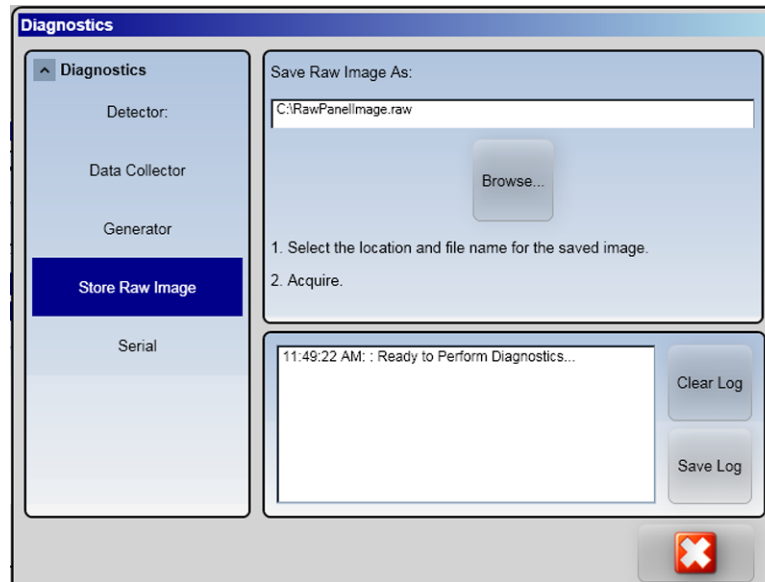 Diagnostics
Diagnostics
Detector:
Data Collector
Generator
Store Raw Image
Serial
Save Raw Image As:
C:\RawPanelImage.raw
Browse...
1. Select the location and file name for the saved image.
2. Acquire.
11:49:22 AM: : Ready to Perform Diagnostics...
Clear Log
Save Log